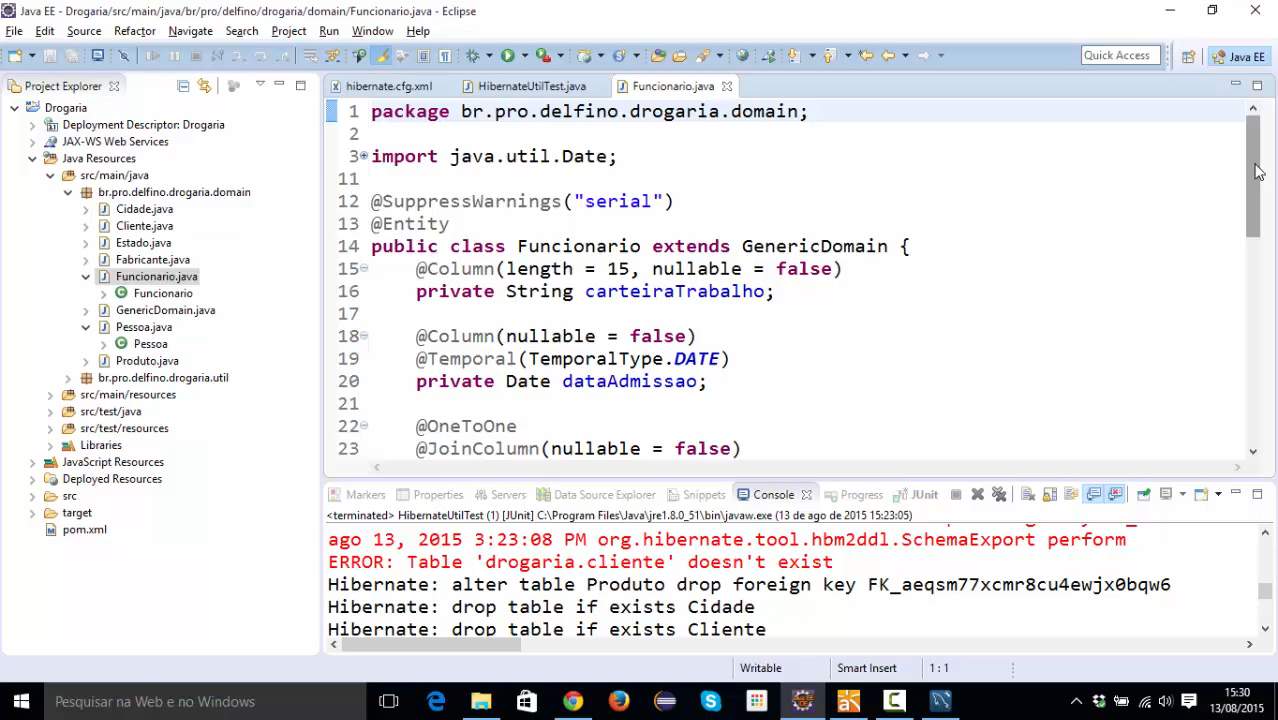 Java EE - Drogaria/src/main/java/br/pro/delfino/drogaria/domain/Funcionario.java - Eclipse
File Edit Source Refactor Navigate Search Project Run Window Help
Quick Access
Java EE
Project Explorer
Drogaria
Deployment Descriptor: Drogaria
JAX-WS Web Services
Java Resources
src/main/java
br.pro.delfino.drogaria.domain
Cidade.java
Cliente.java
Estado.java
Fabricante.java
Funcionario.java
Funcionario
GenericDomain.java
Pessoa.java
Pessoa
Produto.java
br.pro.delfino.drogaria.util
src/main/resources
src/test/java
src/test/resources
Libraries
JavaScript Resources
Deployed Resources
src
target
pom.xml
hibernate.cfg.xml HibernateUtilTest.java Funcionario.java
1 package br.pro.delfino.drogaria.domain;
2
3 import java.util.Date;
11
12 @SuppressWarnings("serial")
13 @Entity
14 public class Funcionario extends GenericDomain {
15 @Column(length = 15, nullable = false)
16 private String carteiraTrabalho;
17
18 @Column(nullable = false)
19 @Temporal(TemporalType.DATE)
20 private Date dataAdmissao;
21
22 @OneToOne
23 @JoinColumn(nullable = false)
Markers Properties Servers Data Source Explorer Snippets Console Progress JUnit
<terminated> HibernateUtilTest (1) [JUnit] C:\Program Files\Java\jre1.8.0_51\bin\javaw.exe (13 de ago de 2015 15:23:05)
ago 13, 2015 3:23:08 PM org.hibernate.tool.hbm2ddl.SchemaExport perform
ERROR: Table 'drogaria.cliente' doesn't exist
Hibernate: alter table Produto drop foreign key FK_aeqsm77xcmr8cu4ewjx0bqw6
Hibernate: drop table if exists Cidade
Hibernate: drop table if exists Cliente
Writable Smart Insert 1 : 1
Pesquisar na Web e no Windows
15:30
13/08/2015